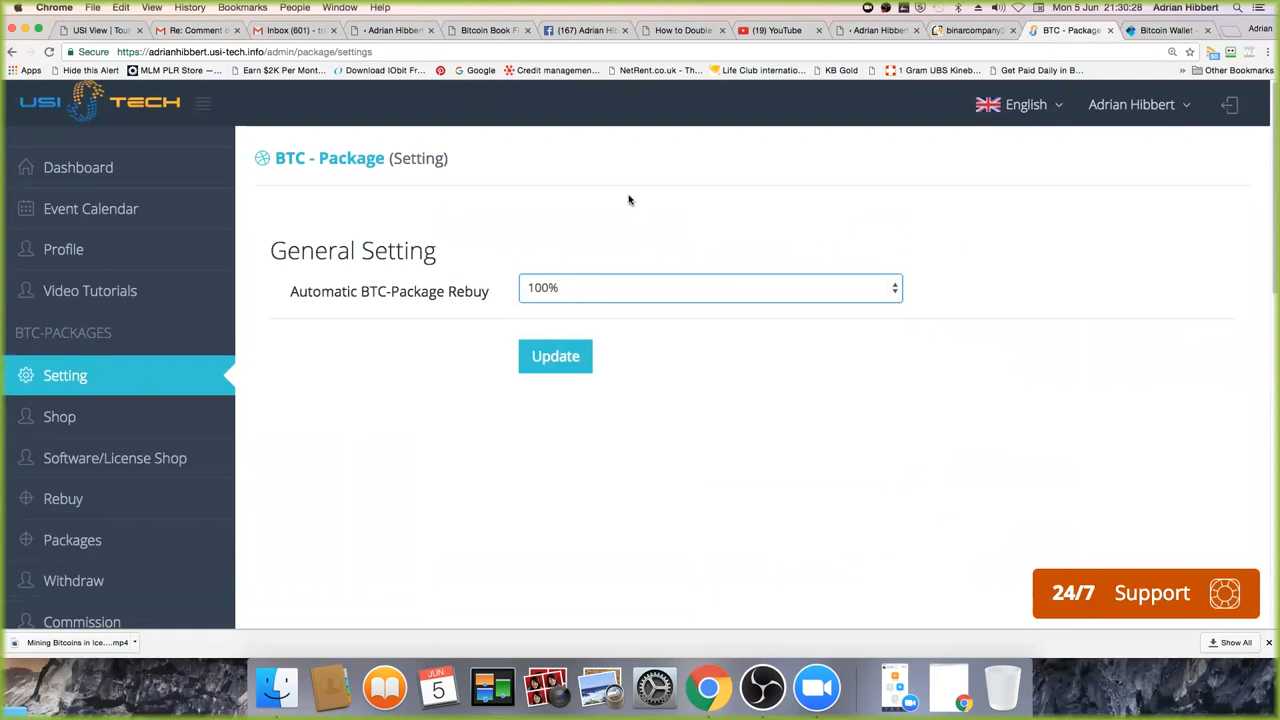 Chrome File Edit View History Bookmarks People Window Help Mon 5 Jun 21:30:28 Adrian Hibbert
USI View | Tour Re: Comment o Inbox (601) - tra Adrian Hibbert Bitcoin Book F (167) Adrian Hi How to Double (19) YouTube Adrian Hibbert binarcompany3 BTC - Package Bitcoin Wallet - Adrian
Secure https://adrianhibbert.usi-tech.info/admin/package/settings
Apps Hide this Alert MLM PLR Store —... Earn $2K Per Mont... Download IObit Fr... Google Credit managemen... NetRent.co.uk - Th... Life Club internatio... KB Gold 1 Gram UBS Kineb... Get Paid Daily in B... » Other Bookmarks
USI TECH
English
Adrian Hibbert
Dashboard
BTC - Package (Setting)
Event Calendar
Profile
General Setting
Video Tutorials
Automatic BTC-Package Rebuy 100%
BTC-PACKAGES
Update
Setting
Shop
Software/License Shop
Rebuy
Packages
Withdraw
24/7 Support
Commission
Mining Bitcoins in Ice....mp4
Show All
JUN
5